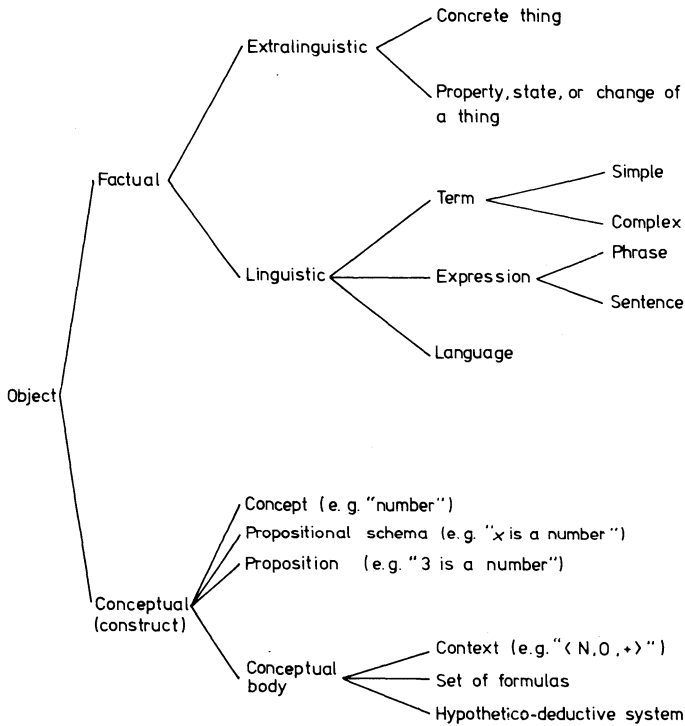 Concrete thing
Extralinguistic
Property, state, or change of
a thing
Factual
Simple
Term
Complex
Phrase
Linguistic
Expression
Sentence
Language
Object
Concept (e. g. "number")
Propositional schema (e. g. "x is a number")
Proposition (e.g. "3 is a number")
Conceptual
(construct)
Conceptual
body
Context (e.g. "⟨ N, O, +⟩")
Set of formulas
Hypothetico-deductive system